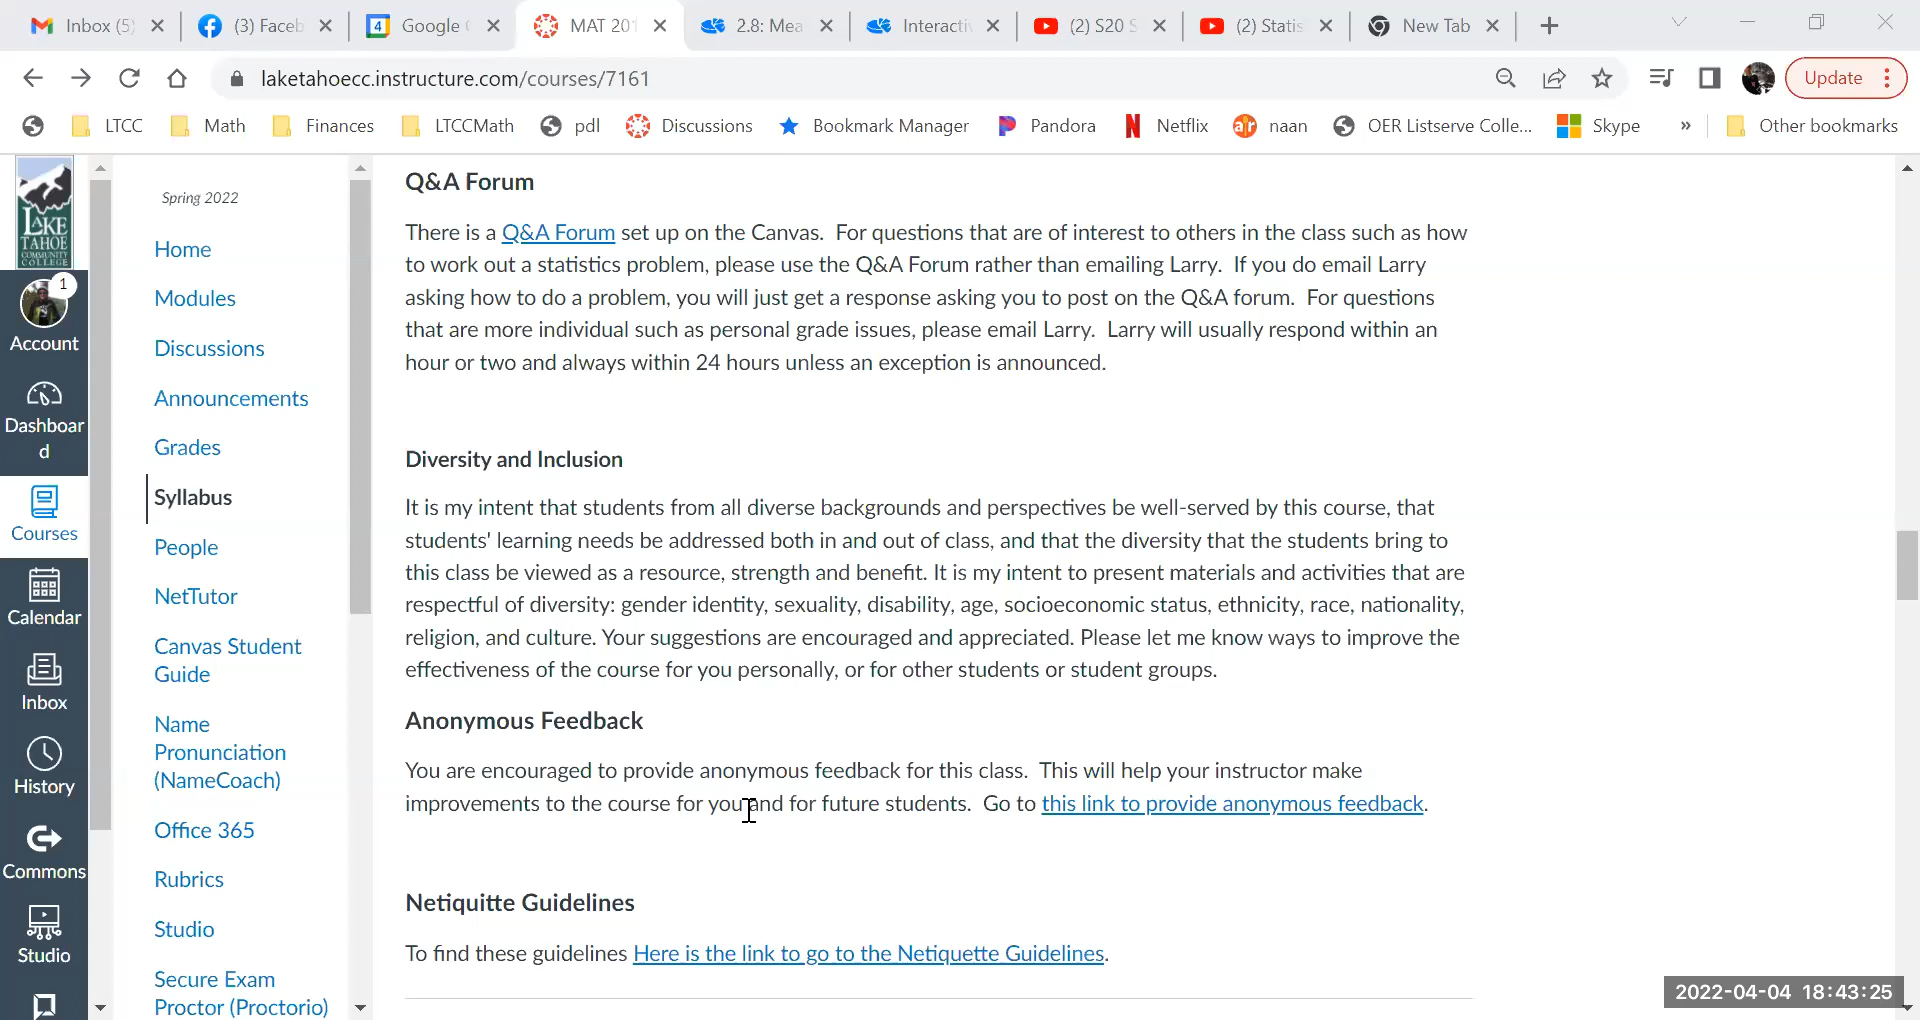 Inbox (5)
(3) Faceb
4
Google
MAT 201
2.8: Mea
Interactiv
(2) S20 S
(2) Statis
New Tab
laketahoecc.instructure.com/courses/7161
Update
LTCC
Math
Finances
LTCCMath
pdl
Discussions
Bookmark Manager
Pandora
Netflix
naan
OER Listserve Colle...
Skype
»
Other bookmarks
LAKE
TAHOE
COMMUNITY
COLLEGE
1
Account
Dashboar
d
Courses
Calendar
Inbox
History
Commons
Studio
Spring 2022
Home
Modules
Discussions
Announcements
Grades
Syllabus
People
NetTutor
Canvas Student
Guide
Name
Pronunciation
(NameCoach)
Office 365
Rubrics
Studio
Secure Exam
Proctor (Proctorio)
Q&A Forum
There is a Q&A Forum set up on the Canvas. For questions that are of interest to others in the class such as how
to work out a statistics problem, please use the Q&A Forum rather than emailing Larry. If you do email Larry
asking how to do a problem, you will just get a response asking you to post on the Q&A forum. For questions
that are more individual such as personal grade issues, please email Larry. Larry will usually respond within an
hour or two and always within 24 hours unless an exception is announced.
Diversity and Inclusion
It is my intent that students from all diverse backgrounds and perspectives be well-served by this course, that
students' learning needs be addressed both in and out of class, and that the diversity that the students bring to
this class be viewed as a resource, strength and benefit. It is my intent to present materials and activities that are
respectful of diversity: gender identity, sexuality, disability, age, socioeconomic status, ethnicity, race, nationality,
religion, and culture. Your suggestions are encouraged and appreciated. Please let me know ways to improve the
effectiveness of the course for you personally, or for other students or student groups.
Anonymous Feedback
You are encouraged to provide anonymous feedback for this class. This will help your instructor make
improvements to the course for you and for future students. Go to this link to provide anonymous feedback.
Netiquitte Guidelines
To find these guidelines Here is the link to go to the Netiquette Guidelines.
2022-04-04 18:43:25